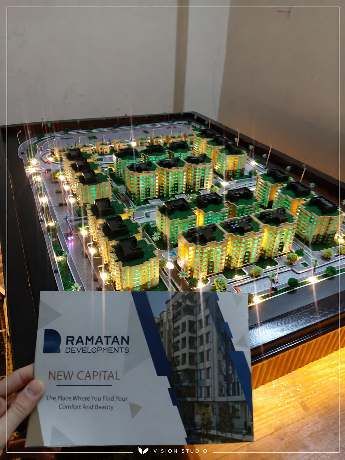 RAMATAN
DEVELOPMENTS
NEW CAPITAL
The Place Where You Find Your
Comfort And Beauty
VISION STUDIO